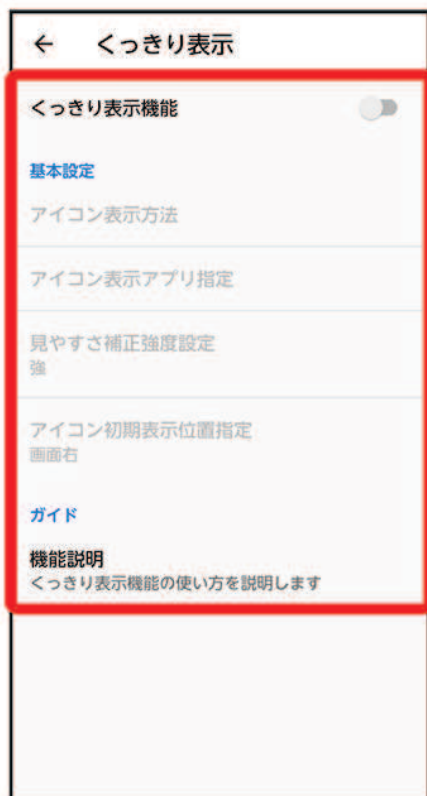 ← くっきり表示
くっきり表示機能
基本設定
アイコン表示方法
アイコン表示アプリ指定
見やすさ補正強度設定
強
アイコン初期表示位置指定
画面右
ガイド
機能説明
くっきり表示機能の使い方を説明します